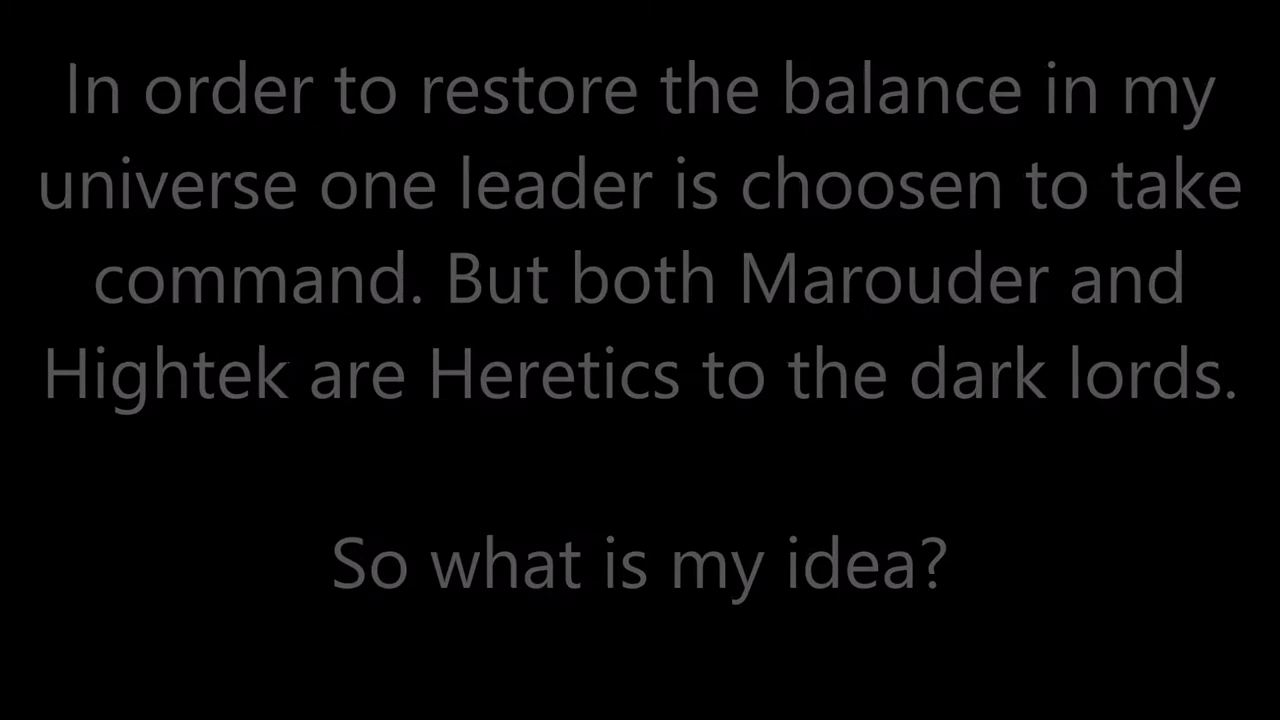 In order to restore the balance in my
universe one leader is choosen to take
command. But both Marouder and
Hightek are Heretics to the dark lords.
So what is my idea?